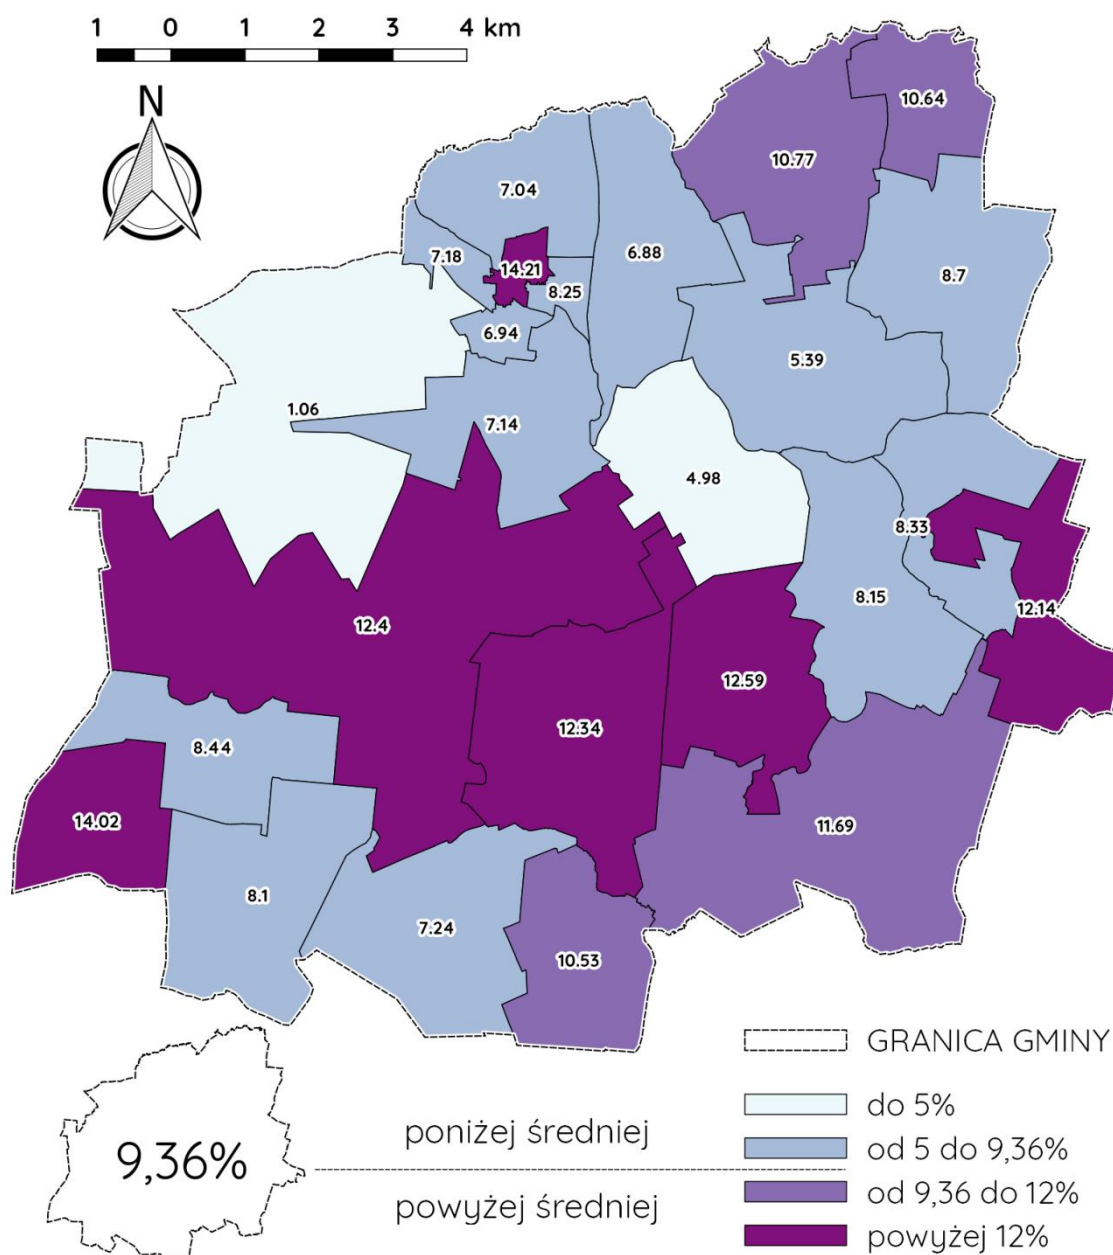 1 0 1 2 3 4 km
N
10.64
10.77
7.04
7.18
14.21
6.88
8.7
8.25
6.94
5.39
1.06
7.14
4.98
8.33
8.15
12.14
12.4
12.59
12.34
8.44
14.02
11.69
8.1
7.24
10.53
GRANICA GMINY
do 5%
poniżej średniej
od 5 do 9,36%
9,36%
od 9,36 do 12%
powyżej średniej
powyżej 12%